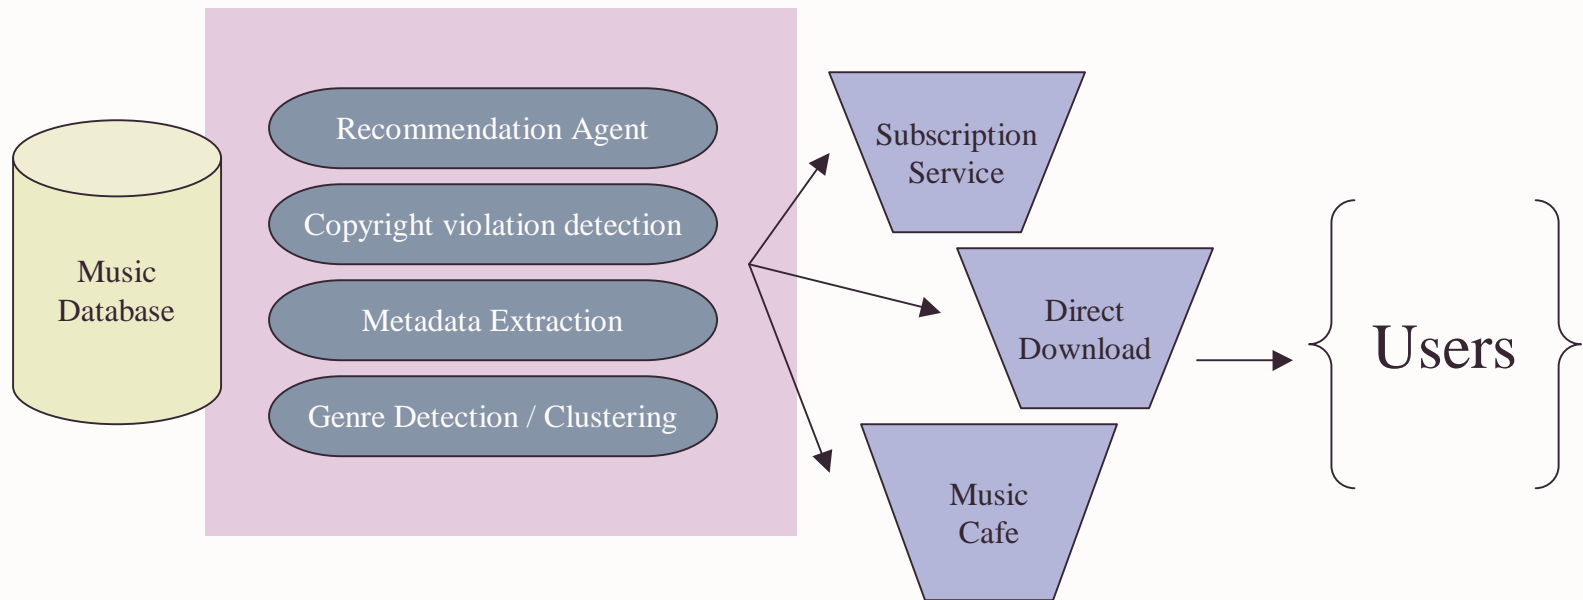 Music
Database
Recommendation Agent
Copyright violation detection
Metadata Extraction
Genre Detection / Clustering
Subscription
Service
Direct
Download
Music
Cafe
Users